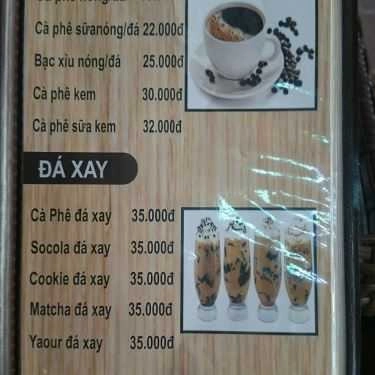 Cà phê sữanóng/đá 22.000đ
Bạc xỉu nóng/đá 25.000đ
Cà phê kem 30.000đ
Cà phê sữa kem 32.000đ
ĐÁ XAY
Cà Phê đá xay 35.000đ
Socola đá xay 35.000đ
Cookie đá xay 35.000đ
Matcha đá xay 35.000đ
Yaour đá xay 35.000đ